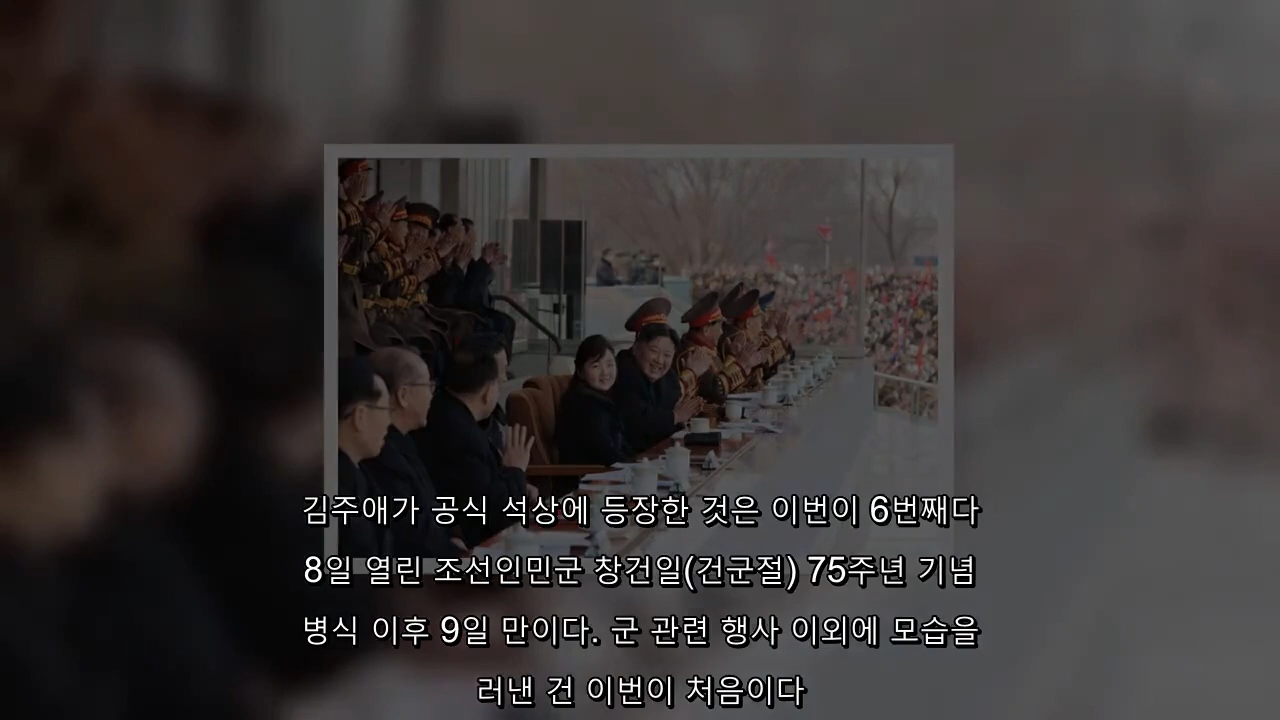 김주애가 공식 석상에 등장한 것은 이번이 6번째다
8일 열린 조선인민군 창건일(건군절) 75주년 기념
병식 이후 9일 만이다. 군 관련 행사 이외에 모습을
러낸 건 이번이 처음이다